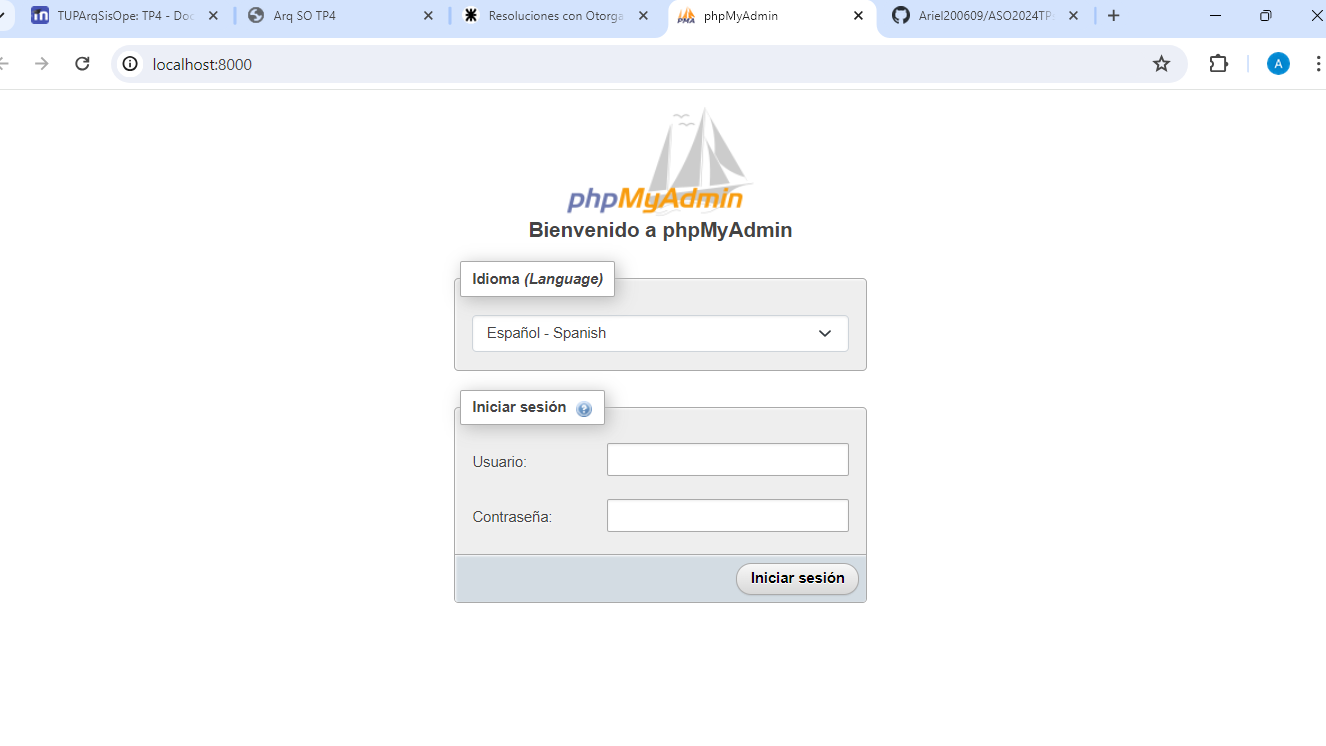 TUPArqSisOpe: TP4 - Doc
Arq SO TP4
Resoluciones con Otorga
phpMyAdmin
Ariel200609/ASO2024TP
localhost:8000
A
phpMyAdmin
Bienvenido a phpMyAdmin
Idioma (Language)
Español - Spanish
Iniciar sesión
Usuario:
Contraseña:
Iniciar sesión